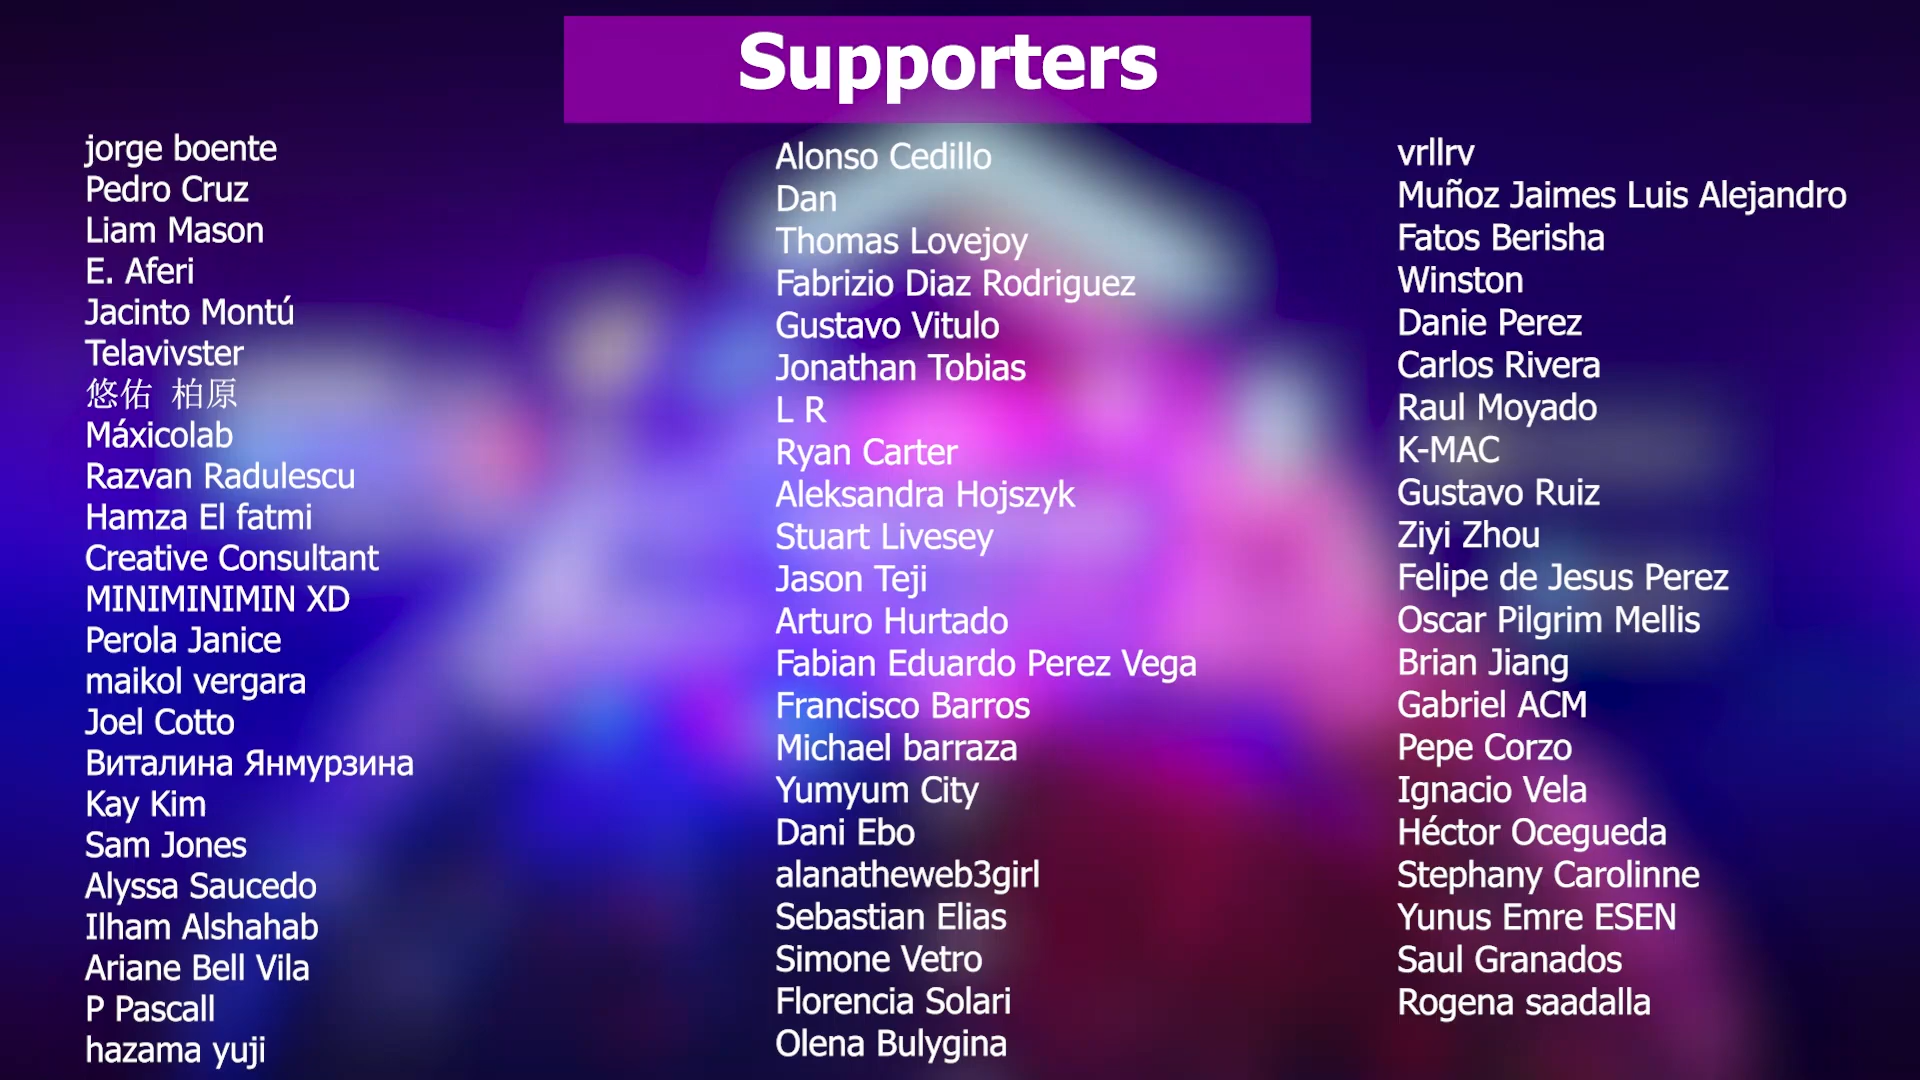 Supporters
jorge boente
Pedro Cruz
Liam Mason
E. Aferi
Jacinto Montú
Telavivster
悠佑 柏原
Máxicolab
Razvan Radulescu
Hamza El fatmi
Creative Consultant
MINIMINIMIN XD
Perola Janice
maikol vergara
Joel Cotto
Виталина Янмурзина
Kay Kim
Sam Jones
Alyssa Saucedo
Ilham Alshahab
Ariane Bell Vila
P Pascall
hazama yuji
Alonso Cedillo
Dan
Thomas Lovejoy
Fabrizio Diaz Rodriguez
Gustavo Vitulo
Jonathan Tobias
L R
Ryan Carter
Aleksandra Hojszyk
Stuart Livesey
Jason Teji
Arturo Hurtado
Fabian Eduardo Perez Vega
Francisco Barros
Michael barraza
Yumyum City
Dani Ebo
alanatheweb3girl
Sebastian Elias
Simone Vetro
Florencia Solari
Olena Bulygina
vrllrv
Muñoz Jaimes Luis Alejandro
Fatos Berisha
Winston
Danie Perez
Carlos Rivera
Raul Moyado
K-MAC
Gustavo Ruiz
Ziyi Zhou
Felipe de Jesus Perez
Oscar Pilgrim Mellis
Brian Jiang
Gabriel ACM
Pepe Corzo
Ignacio Vela
Héctor Ocegueda
Stephany Carolinne
Yunus Emre ESEN
Saul Granados
Rogena saadalla